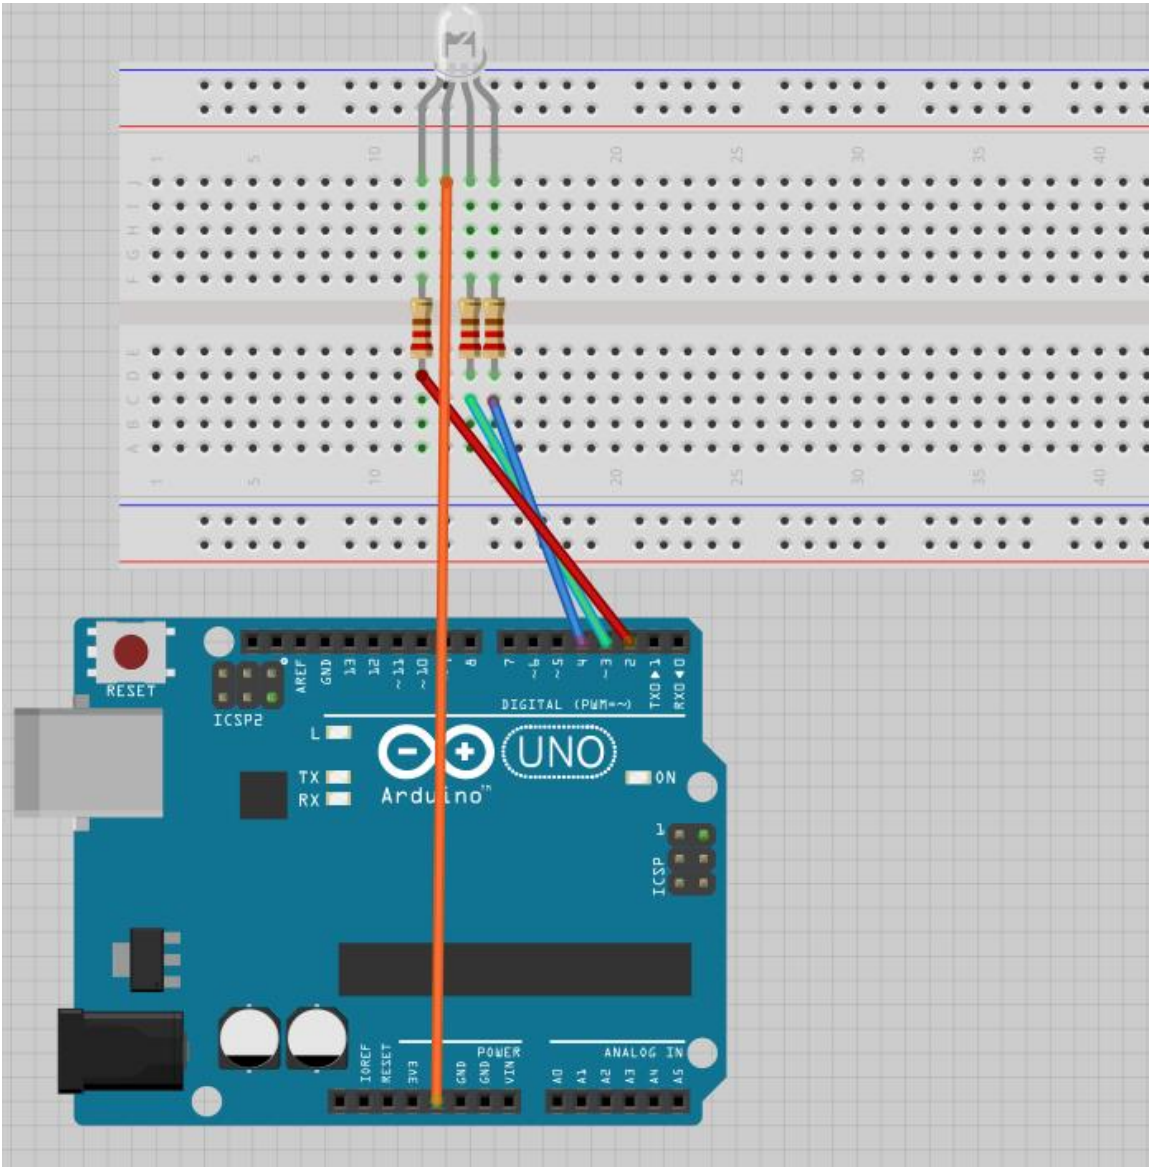 1 5 10 20 25 30 35 40
J
I
H
G
F
E
D
C
B
A
1 5 10 20 25 30 35 40
RESET
ICSP2
AREF GND 13 12 ~11 ~10 8 7 ~6 ~5 4 ~3 2 TX0▶1 RX0◀0
DIGITAL (PWM=~)
L
TX
RX
UNO
ON
Arduino™
1
ICSP
POWER ANALOG IN
IOREF RESET 3V3 GND GND VIN A0 A1 A2 A3 A4 A5